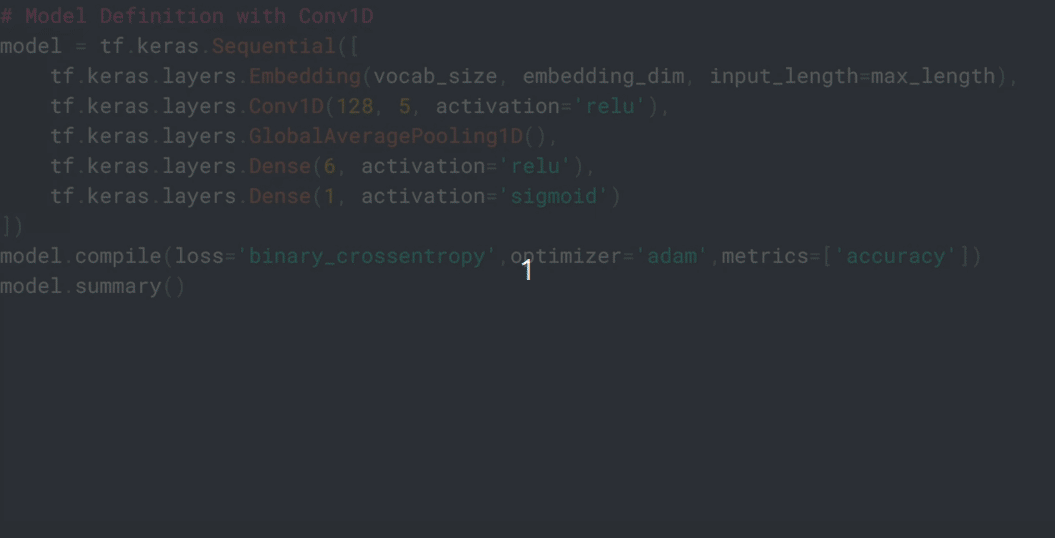 # Model Definition with Conv1D
model = tf.keras.Sequential([
    tf.keras.layers.Embedding(vocab_size, embedding_dim, input_length=max_length),
    tf.keras.layers.Conv1D(128, 5, activation='relu'),
    tf.keras.layers.GlobalAveragePooling1D(),
    tf.keras.layers.Dense(6, activation='relu'),
    tf.keras.layers.Dense(1, activation='sigmoid')
])
model.compile(loss='binary_crossentropy',optimizer='adam',metrics=['accuracy'])
1
model.summary()